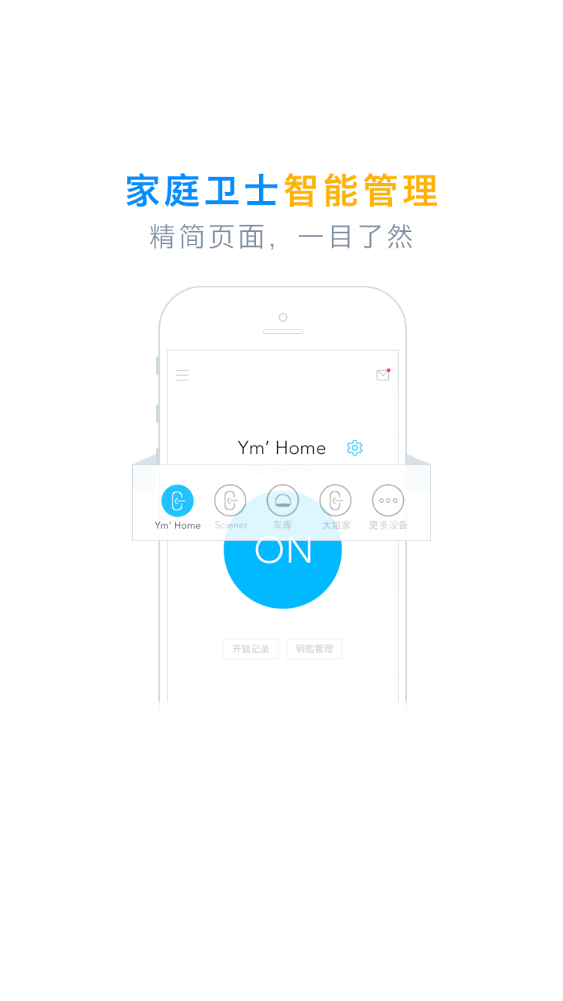 家庭卫士智能管理
精简页面，一目了然
Ym’ Home
Ym’ Home Sciener 车库 大姐家 更多设备
ON
开锁记录 钥匙管理